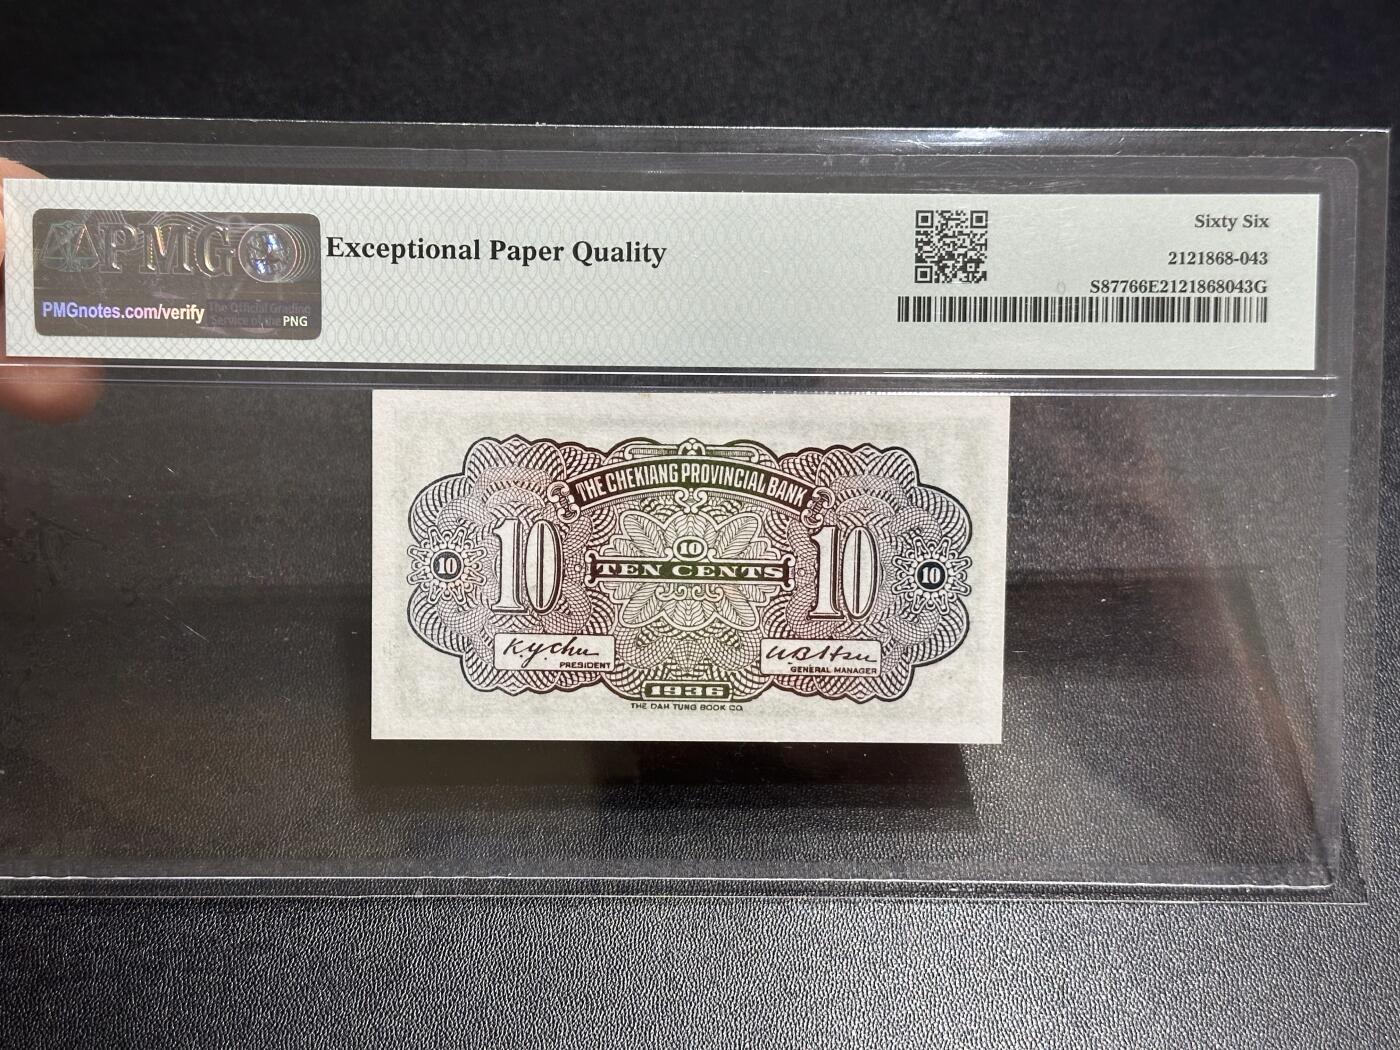 PMG
PMGnotes.com/verify
The Official Grading
Service of the PNG
Exceptional Paper Quality
Sixty Six
2121868-043
S87766E2121868043G
THE CHEKIANG PROVINCIAL BANK
10
10 10
10 10
TEN CENTS
K.Y. Chu
PRESIDENT
U B Hsu
GENERAL MANAGER
1936
THE DAH TUNG BOOK CO.